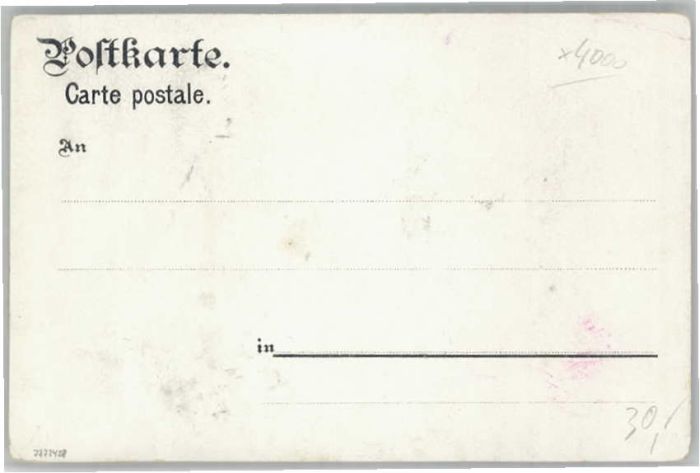 Postkarte.
x4000
Carte postale.
An
in
30,-